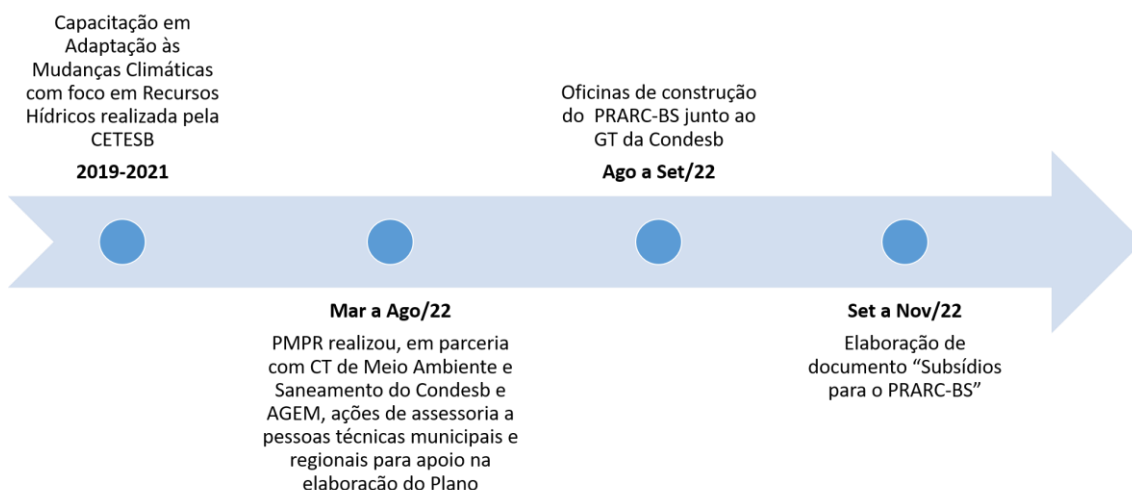 Capacitação em
Adaptação às
Mudanças Climáticas
com foco em Recursos
Hídricos realizada pela
CETESB
2019-2021
Mar a Ago/22
PMPR realizou, em parceria
com CT de Meio Ambiente e
Saneamento do Condesb e
AGEM, ações de assessoria a
pessoas técnicas municipais e
regionais para apoio na
elaboração do Plano
Oficinas de construção
do PRARC-BS junto ao
GT da Condesb
Ago a Set/22
Set a Nov/22
Elaboração de
documento “Subsídios
para o PRARC-BS”